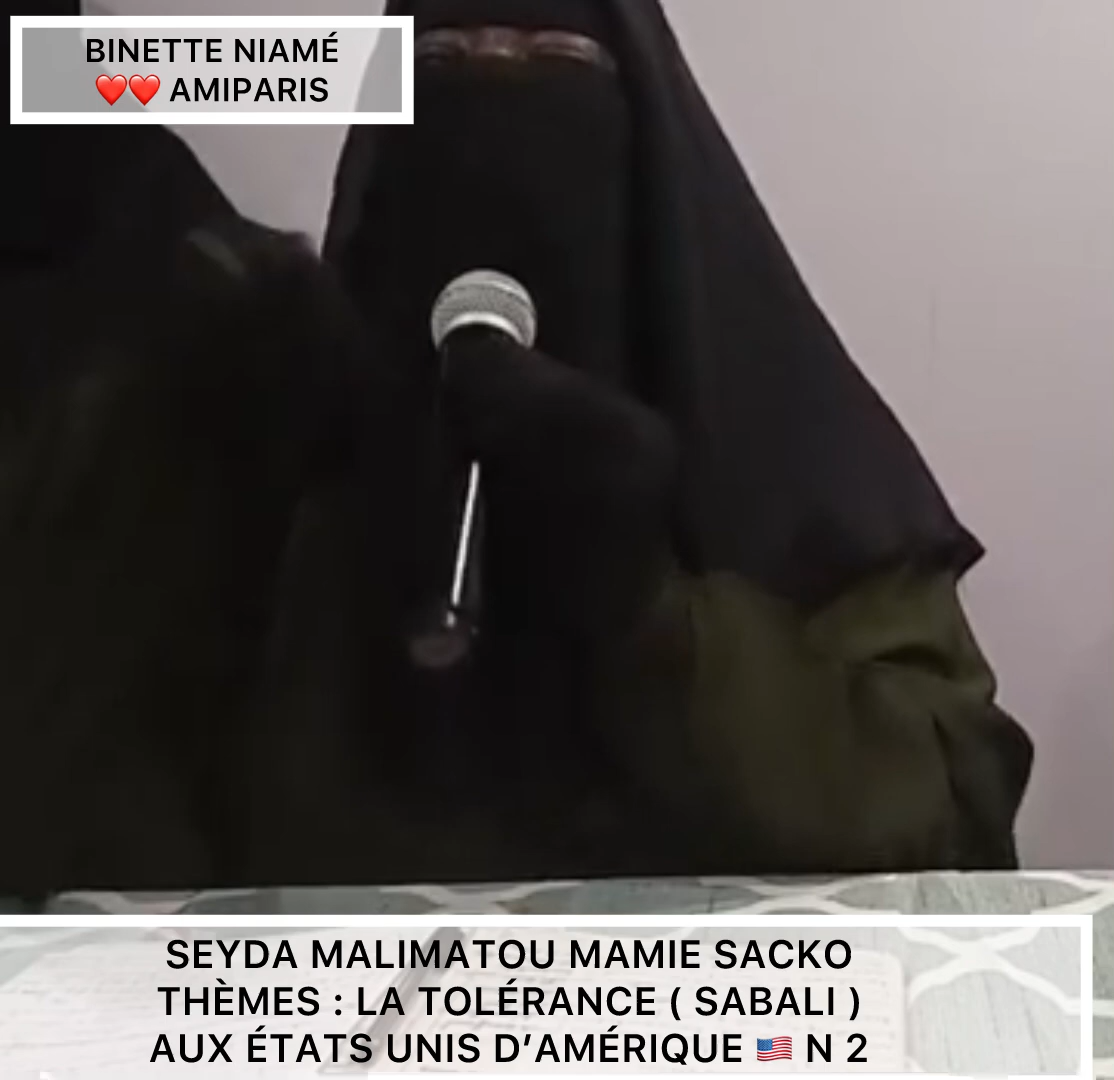 BINETTE NIAMÉ
❤️❤️ AMIPARIS
SEYDA MALIMATOU MAMIE SACKO
THÈMES : LA TOLÉRANCE ( SABALI )
AUX ÉTATS UNIS D’AMÉRIQUE 🇺🇸 N 2